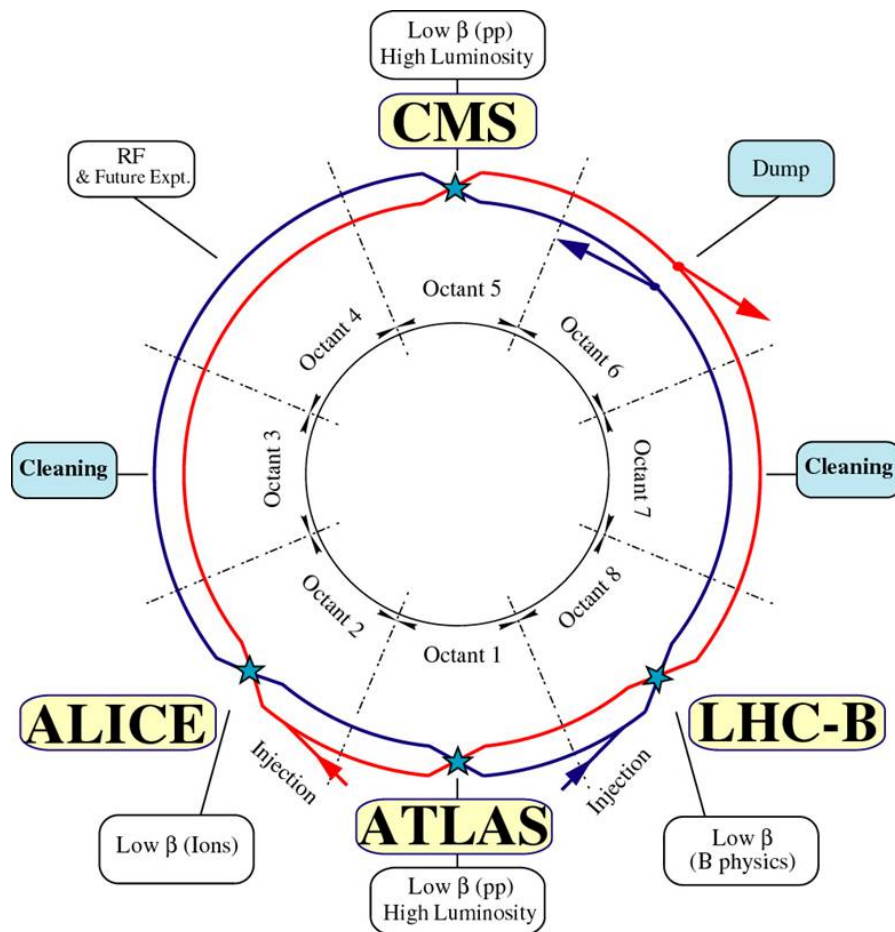 Low β (pp)
High Luminosity
CMS
RF
& Future Expt.
Dump
Octant 5
Octant 4
Octant 6
Cleaning
Octant 3
Octant 7
Cleaning
Octant 2
Octant 8
Octant 1
ALICE
LHC-B
Injection
Injection
ATLAS
Low β (Ions)
Low β
(B physics)
Low β (pp)
High Luminosity